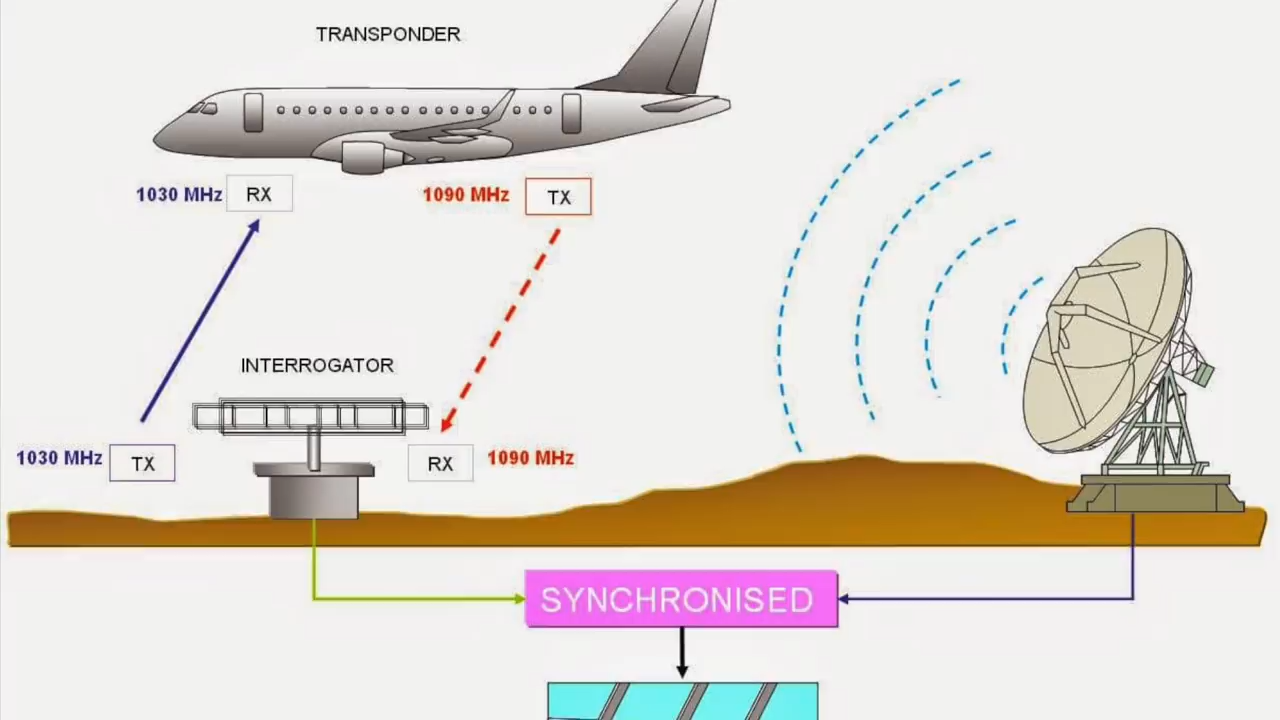 TRANSPONDER
1030 MHz RX
1090 MHz TX
INTERROGATOR
1030 MHz TX
RX 1090 MHz
SYNCHRONISED